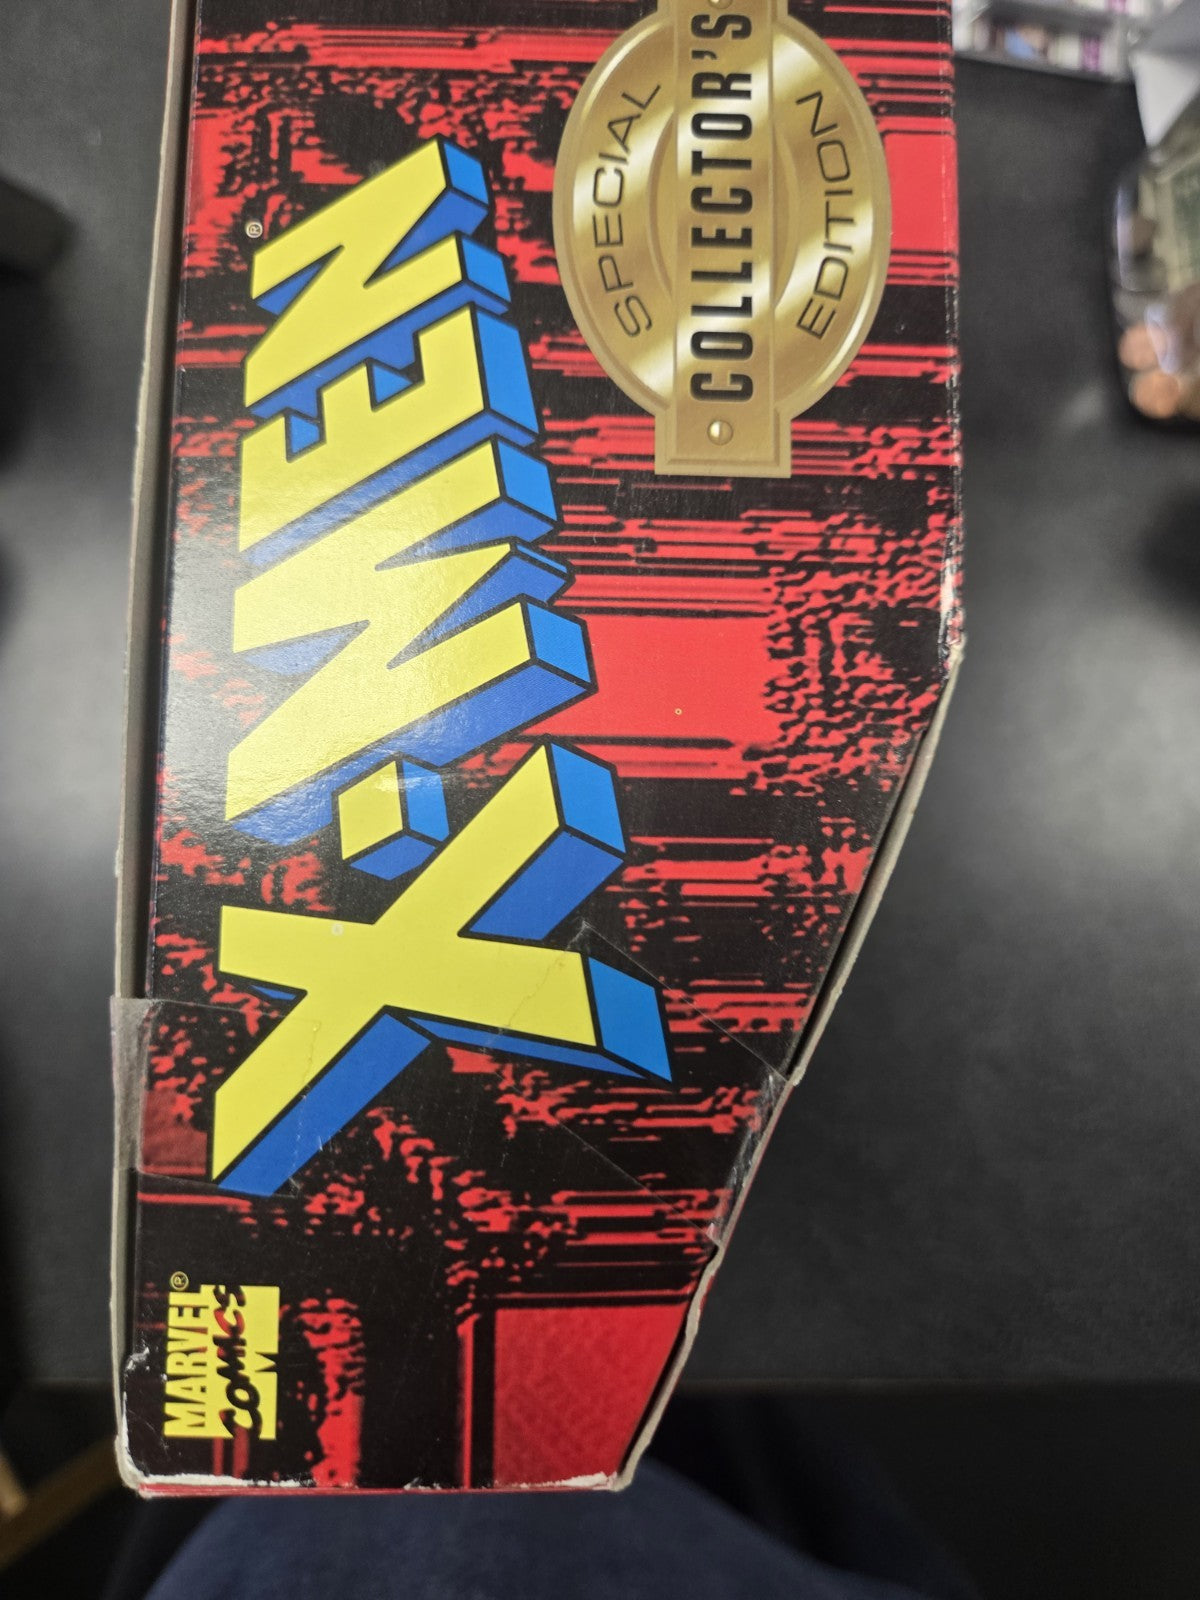 SPECIAL
COLLECTOR'S
EDITION
X·MEN®
MARVEL®
COMICS